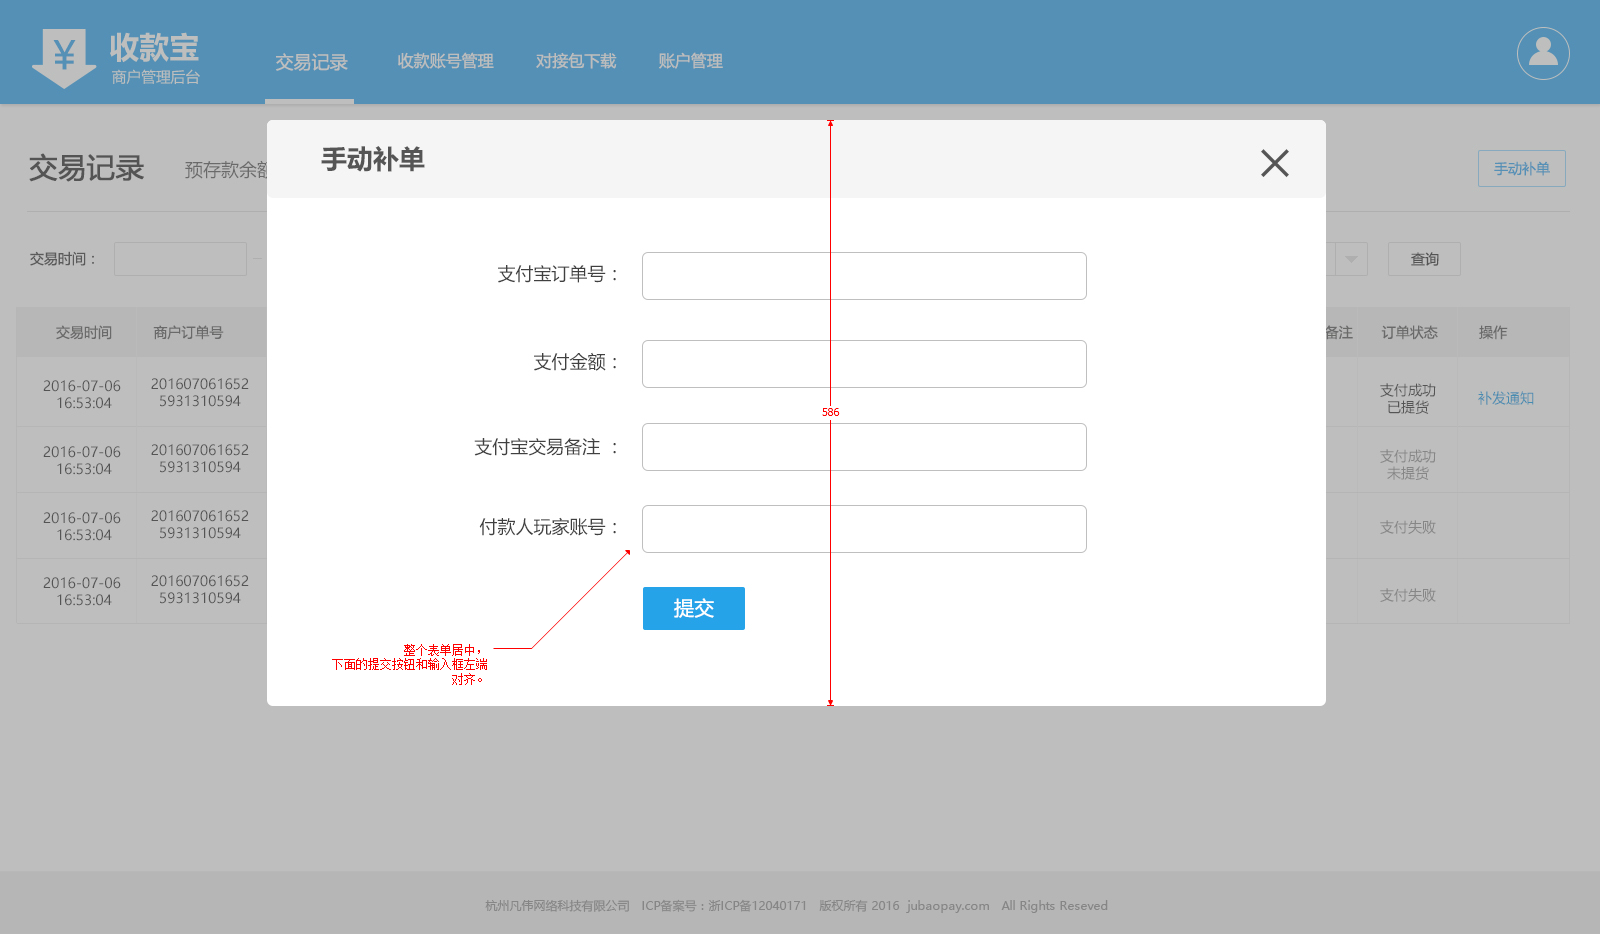 收款宝
商户管理后台
交易记录 收款账号管理 对接包下载 账户管理
手动补单
交易记录 预存款余额
手动补单
交易时间： ~
查询
支付宝订单号：
支付金额：
586
支付宝交易备注 ：
付款人玩家账号：
提交
整个表单居中，
下面的提交按钮和输入框左端
对齐。
交易时间 商户订单号 备注 订单状态 操作
2016-07-06
16:53:04
201607061652
5931310594
支付成功
已提货
补发通知
2016-07-06
16:53:04
201607061652
5931310594
支付成功
未提货
2016-07-06
16:53:04
201607061652
5931310594
支付失败
2016-07-06
16:53:04
201607061652
5931310594
支付失败
杭州凡伟网络科技有限公司 ICP备案号：浙ICP备12040171 版权所有 2016 jubaopay.com All Rights Reseved